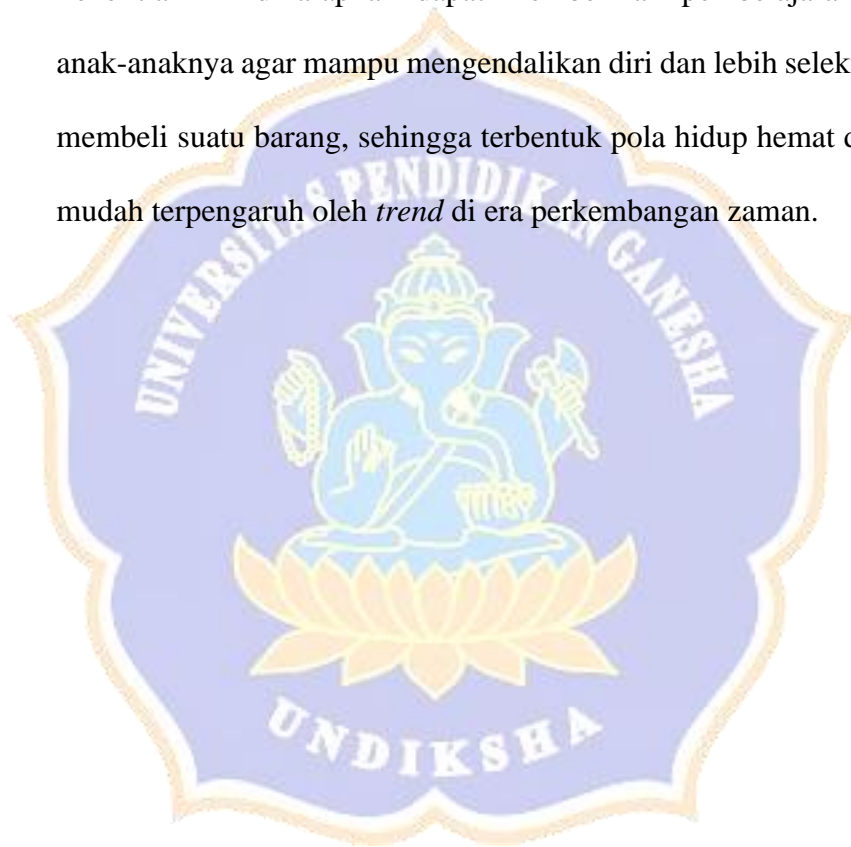 anak-anaknya agar mampu mengendalikan diri dan lebih selek
membeli suatu barang, sehingga terbentuk pola hidup hemat d
mudah terpengaruh oleh trend di era perkembangan zaman.
UNIVERSITAS PENDIDIKAN GANESHA
UNDIKSHA